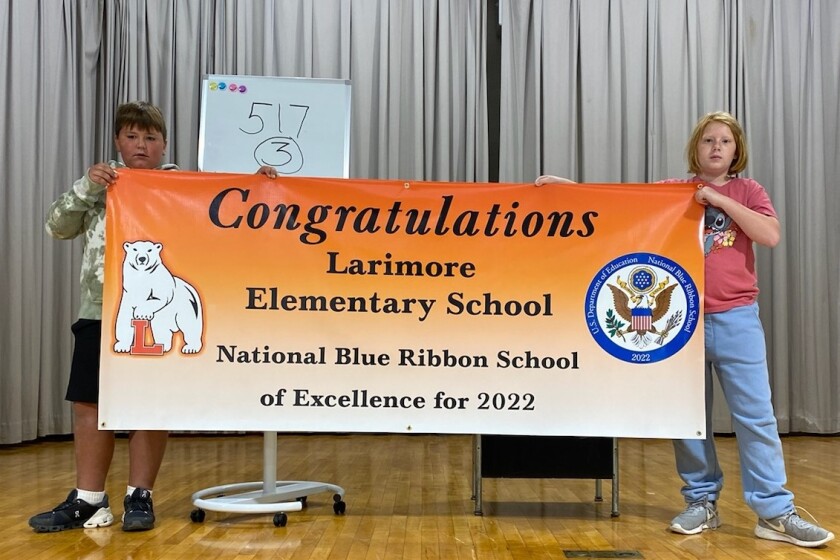 517
3
Congratulations
Larimore
Elementary School
National Blue Ribbon School
of Excellence for 2022
L
U.S. Department of Education National Blue Ribbon School
2022